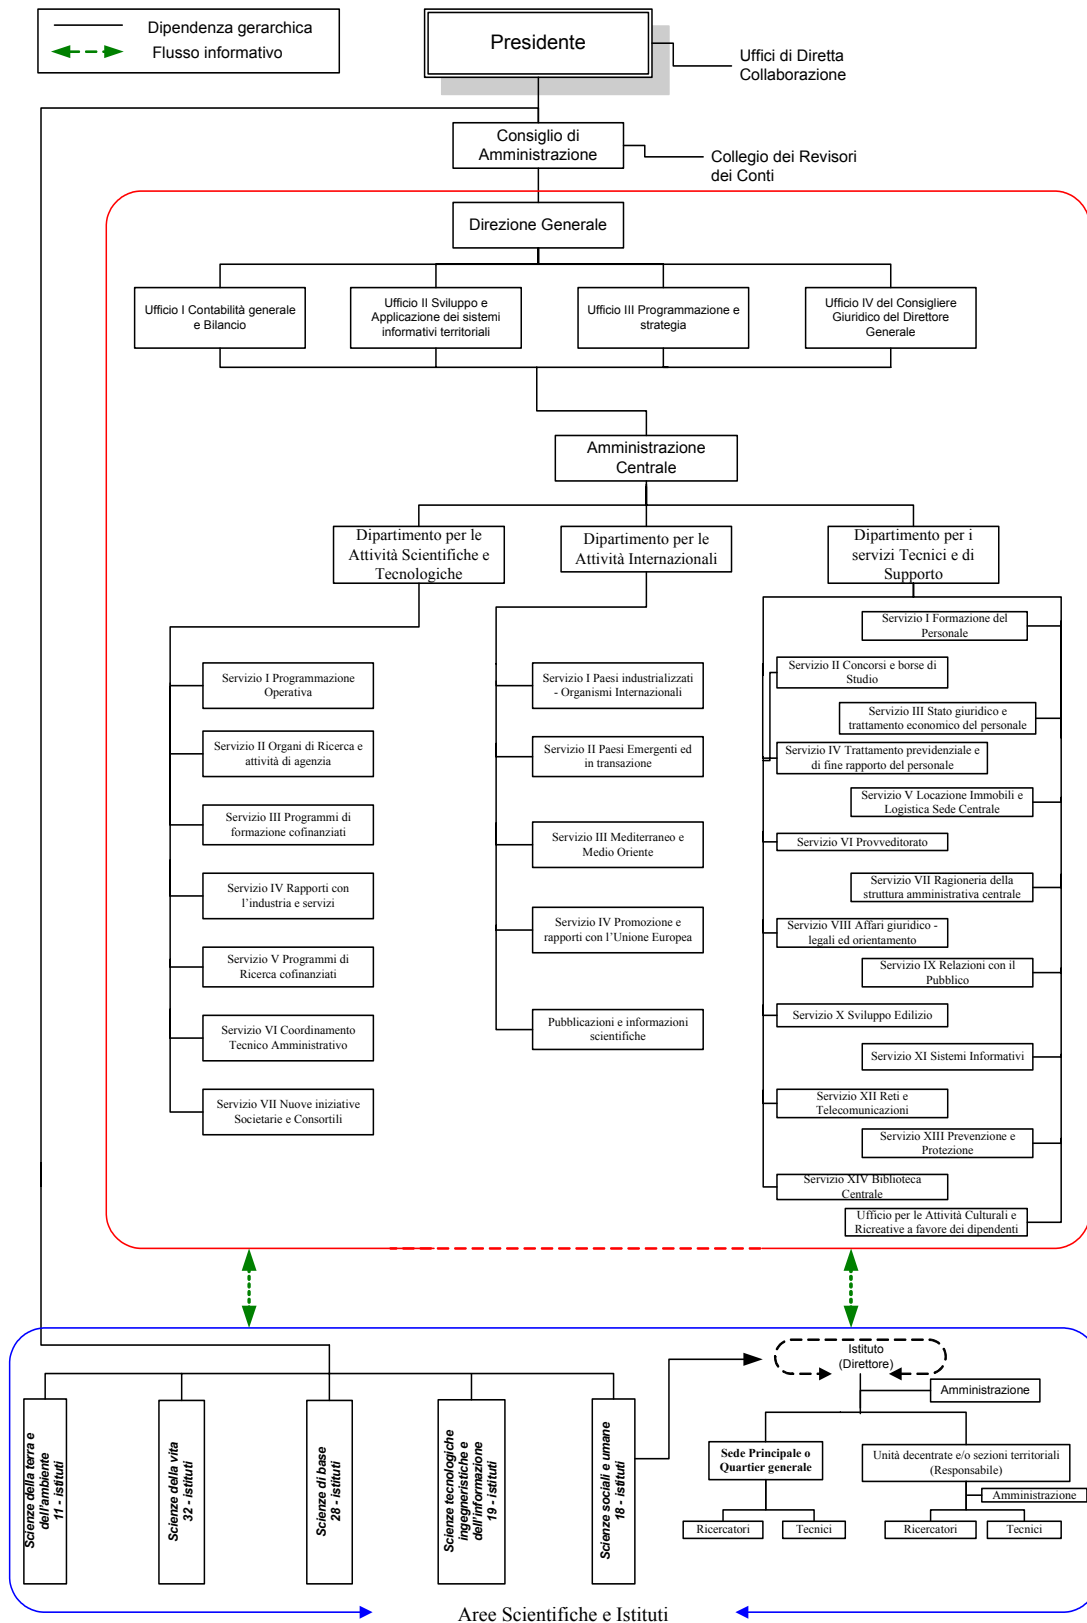 Dipendenza gerarchica
Flusso informativo
Presidente
Uffici di Diretta
Collaborazione
Consiglio di
Amministrazione
Collegio dei Revisori
dei Conti
Direzione Generale
Ufficio I Contabilità generale
e Bilancio
Ufficio II Sviluppo e
Applicazione dei sistemi
informativi territoriali
Ufficio III Programmazione e
strategia
Ufficio IV del Consigliere
Giuridico del Direttore
Generale
Amministrazione
Centrale
Dipartimento per le
Attività Scientifiche e
Tecnologiche
Dipartimento per le
Attività Internazionali
Dipartimento per i
servizi Tecnici e di
Supporto
Servizio I Programmazione
Operativa
Servizio II Organi di Ricerca e
attività di agenzia
Servizio III Programmi di
formazione cofinanziati
Servizio IV Rapporti con
l'industria e servizi
Servizio V Programmi di
Ricerca cofinanziati
Servizio VI Coordinamento
Tecnico Amministrativo
Servizio VII Nuove iniziative
Societarie e Consortili
Servizio I Paesi industrializzati
- Organismi Internazionali
Servizio II Paesi Emergenti ed
in transazione
Servizio III Mediterraneo e
Medio Oriente
Servizio IV Promozione e
rapporti con l'Unione Europea
Pubblicazioni e informazioni
scientifiche
Servizio I Formazione del
Personale
Servizio II Concorsi e borse di
Studio
Servizio III Stato giuridico e
trattamento economico del personale
Servizio IV Trattamento previdenziale e
di fine rapporto del personale
Servizio V Locazione Immobili e
Logistica Sede Centrale
Servizio VI Provveditorato
Servizio VII Ragioneria della
struttura amministrativa centrale
Servizio VIII Affari giuridico -
legali ed orientamento
Servizio IX Relazioni con il
Pubblico
Servizio X Sviluppo Edilizio
Servizio XI Sistemi Informativi
Servizio XII Reti e
Telecomunicazioni
Servizio XIII Prevenzione e
Protezione
Servizio XIV Biblioteca
Centrale
Ufficio per le Attività Culturali e
Ricreative a favore dei dipendenti
Scienze della terra e
dell'ambiente
11 - istituti
Scienze della vita
32 - istituti
Scienze di base
28 - istituti
Scienze tecnologiche
ingegneristiche e
dell'informazione
19 - istituti
Scienze sociali e umane
18 - istituti
Istituto
(Direttore)
Amministrazione
Sede Principale o
Quartier generale
Unità decentrate e/o sezioni territoriali
(Responsabile)
Amministrazione
Ricercatori
Tecnici
Ricercatori
Tecnici
Aree Scientifiche e Istituti